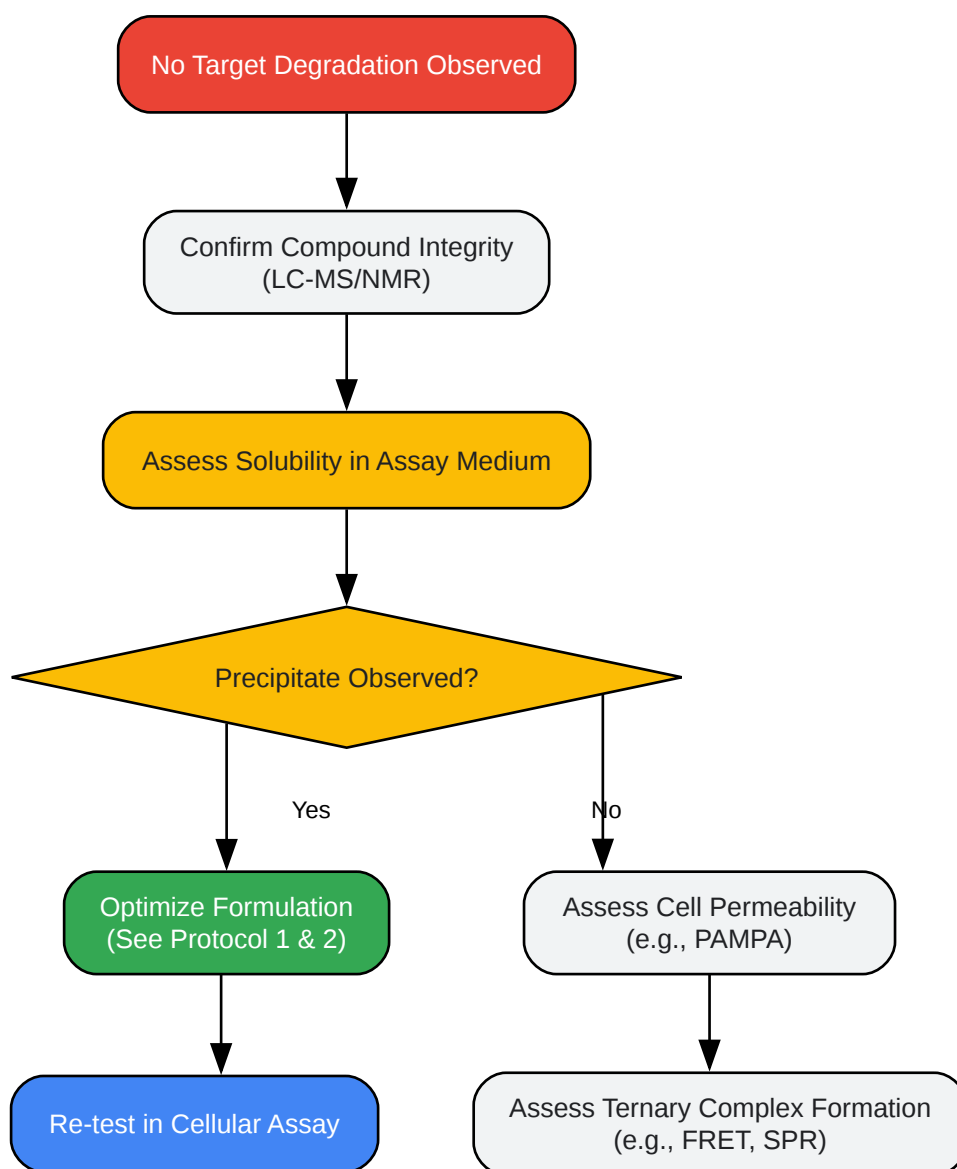 No Target Degradation Observed
Confirm Compound Integrity
(LC-MS/NMR)
Assess Solubility in Assay Medium
Precipitate Observed?
Yes
No
Optimize Formulation
(See Protocol 1 & 2)
Assess Cell Permeability
(e.g., PAMPA)
Re-test in Cellular Assay
Assess Ternary Complex Formation
(e.g., FRET, SPR)